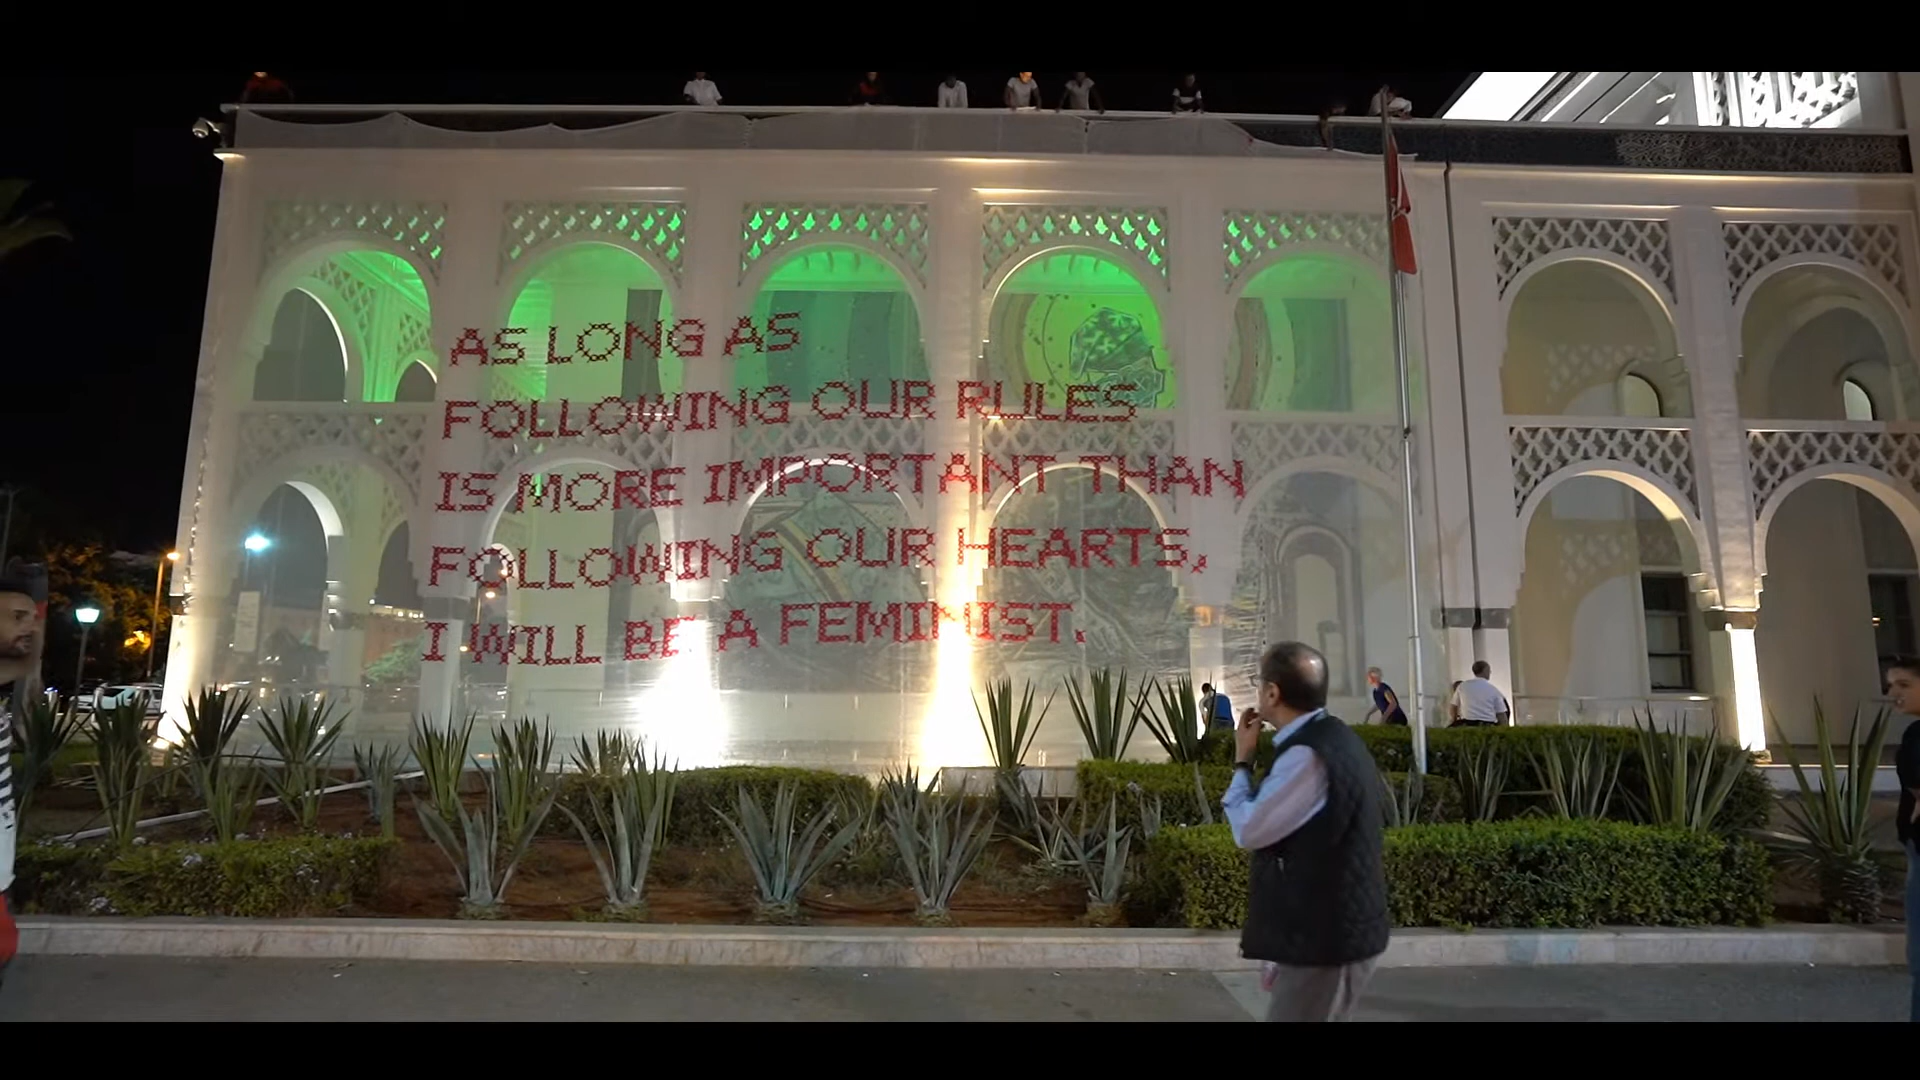 AS LONG AS
FOLLOWING OUR RULES
IS MORE IMPORTANT THAN
FOLLOWING OUR HEARTS,
I WILL BE A FEMINIST.